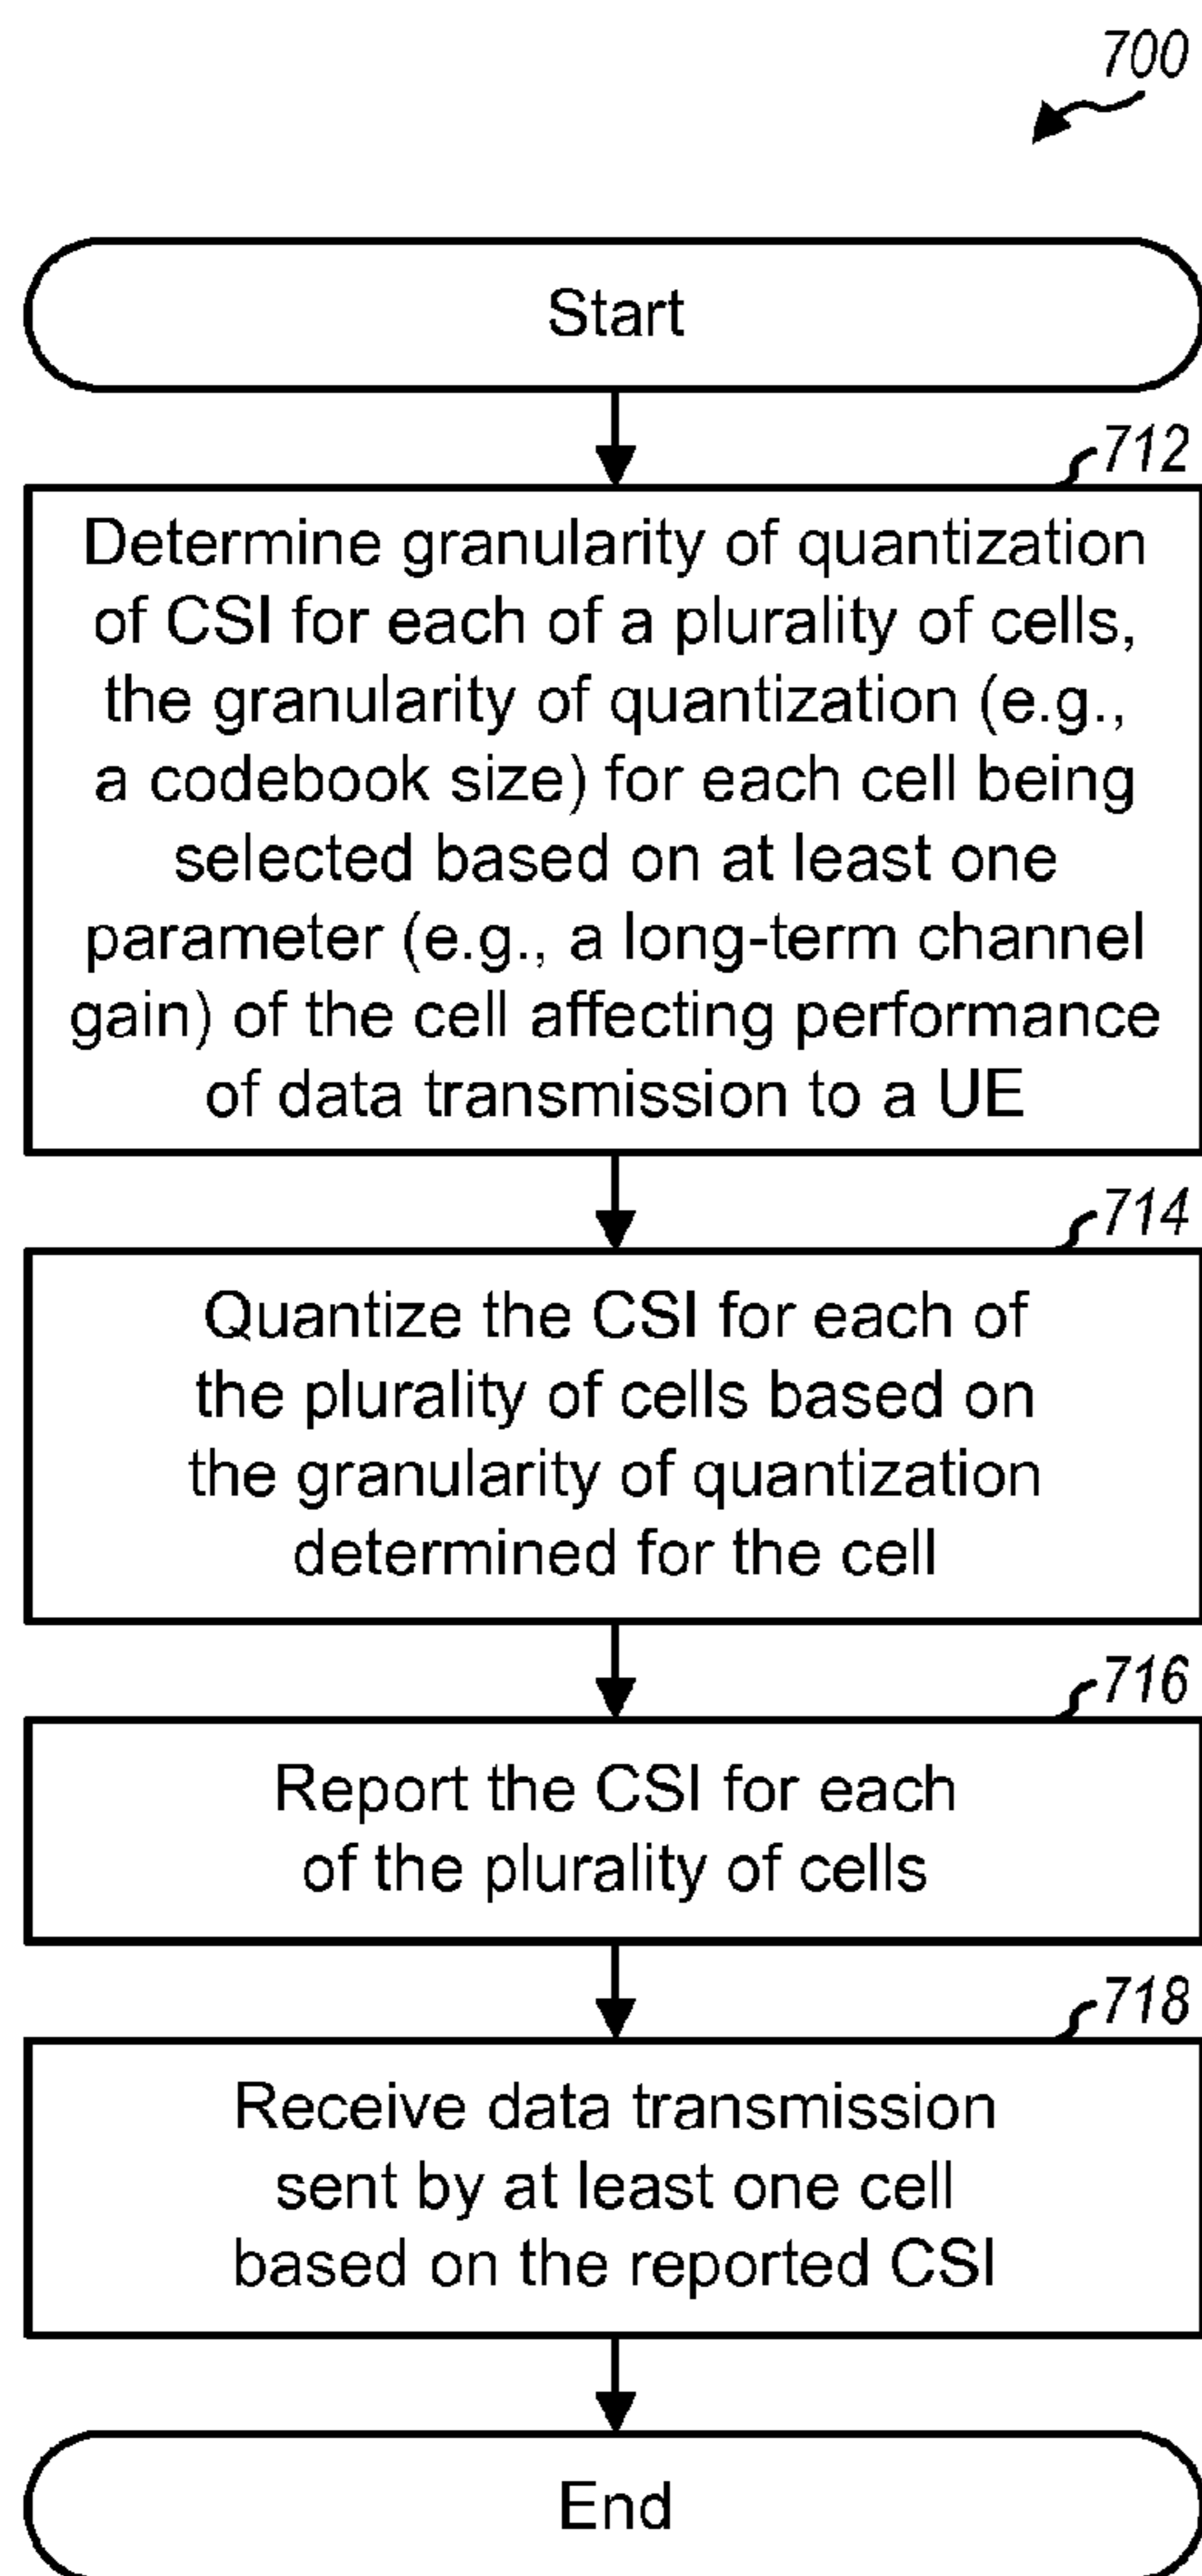 700
Start
712
Determine granularity of quantization
of CSI for each of a plurality of cells,
the granularity of quantization (e.g.,
a codebook size) for each cell being
selected based on at least one
parameter (e.g., a long-term channel
gain) of the cell affecting performance
of data transmission to a UE
714
Quantize the CSI for each of
the plurality of cells based on
the granularity of quantization
determined for the cell
716
Report the CSI for each
of the plurality of cells
718
Receive data transmission
sent by at least one cell
based on the reported CSI
End